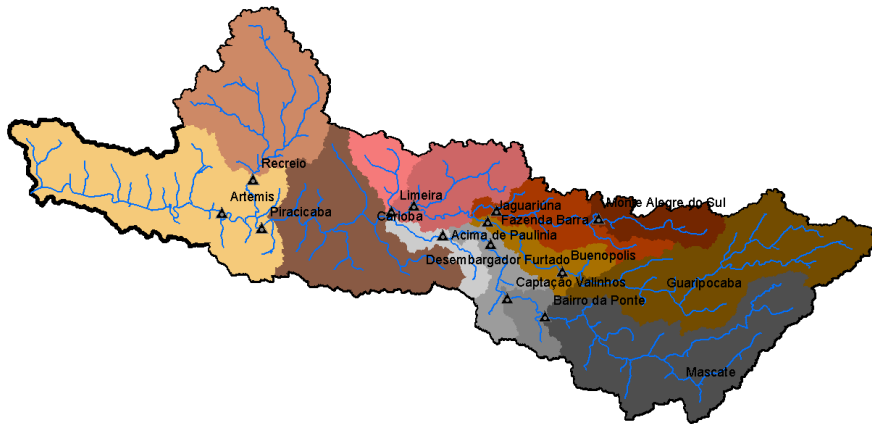 Recreio
Artemis
Piracicaba
Limeira
Carioba
Jaguariúna
Monte Alegre do Sul
Fazenda Barra
Acima de Paulinia
Desembargador Furtado
Buenopolis
Captação Valinhos
Guaripocaba
Bairro da Ponte
Mascate